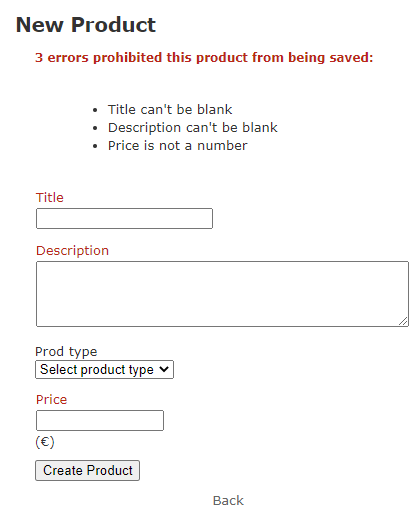 New Product
3 errors prohibited this product from being saved:
Title can't be blank
Description can't be blank
Price is not a number
Title
Description
Prod type
Select product type
Price
(€)
Create Product
Back